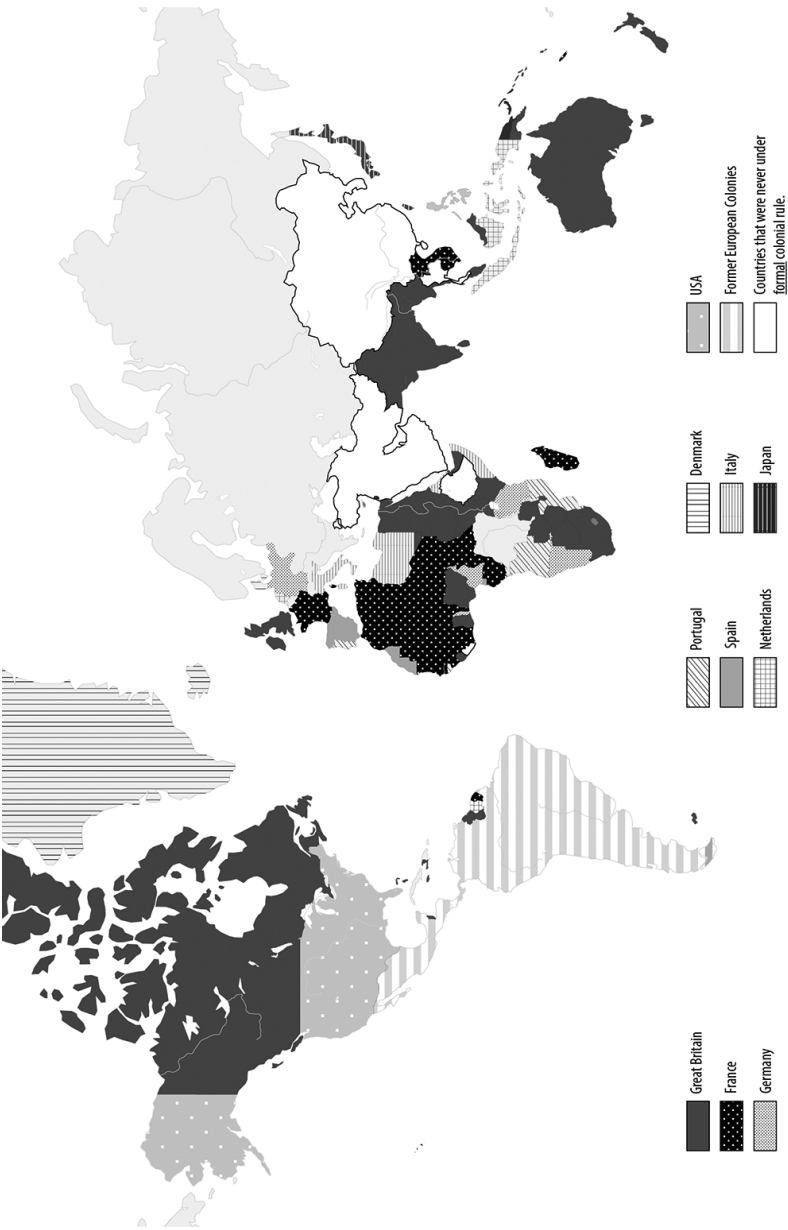 Great Britain
France
Germany
Portugal
Spain
Netherlands
Denmark
Italy
Japan
USA
Former European Colonies
Countries that were never under
formal colonial rule.